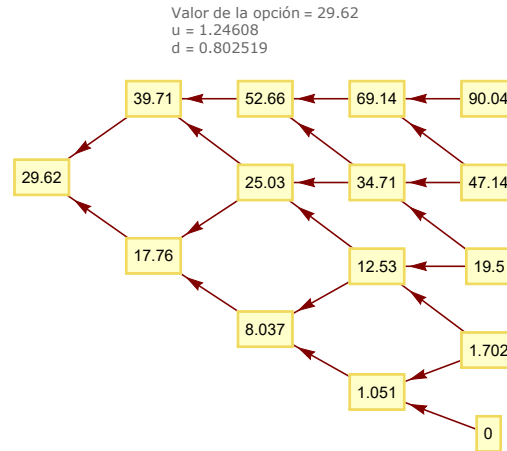 Valor de la opción = 29.62
u = 1.24608
d = 0.802519
39.71 52.66 69.14 90.04
29.62 25.03 34.71 47.14
17.76 12.53 19.5
8.037 1.702
1.051
0